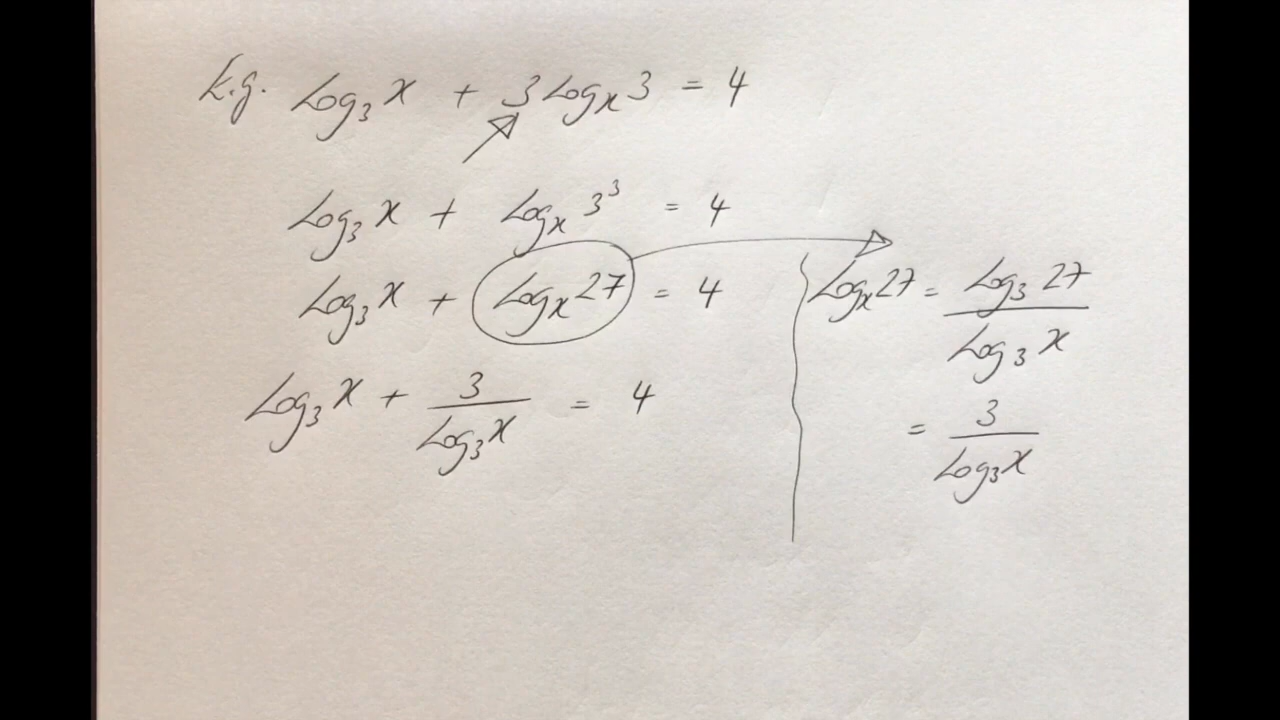 E.g. Log₃x + 3Logₓ3 = 4
Log₃x + Logₓ3³ = 4
Log₃x + Logₓ27 = 4
Log₃x + 3/Log₃x = 4
Logₓ27 = Log₃27/Log₃x
= 3/Log₃x